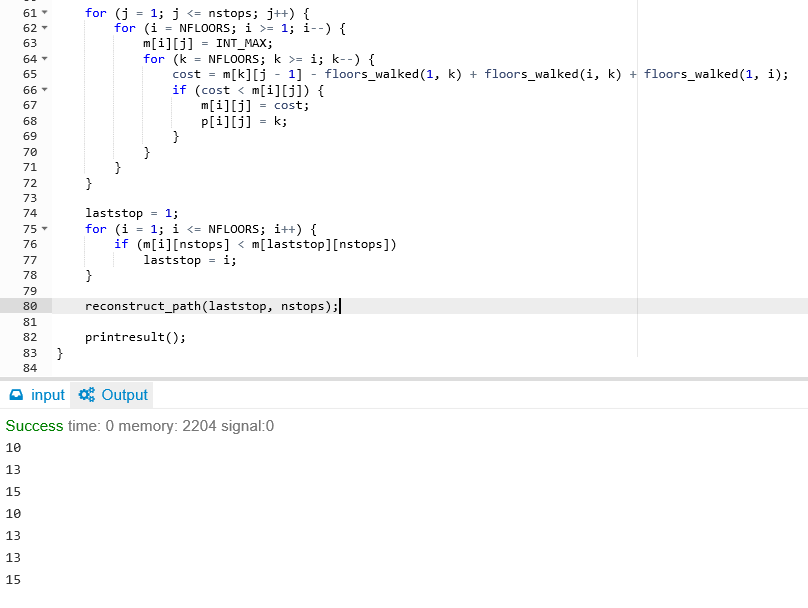 61 for (j = 1; j <= nstops; j++) {
62 for (i = NFLOORS; i >= 1; i--) {
63 m[i][j] = INT_MAX;
64 for (k = NFLOORS; k >= i; k--) {
65 cost = m[k][j - 1] - floors_walked(1, k) + floors_walked(i, k) + floors_walked(1, i);
66 if (cost < m[i][j]) {
67 m[i][j] = cost;
68 p[i][j] = k;
69 }
70 }
71 }
72 }
73
74 laststop = 1;
75 for (i = 1; i <= NFLOORS; i++) {
76 if (m[i][nstops] < m[laststop][nstops])
77 laststop = i;
78 }
79
80 reconstruct_path(laststop, nstops);
81
82 printresult();
83 }
84
input Output
Success time: 0 memory: 2204 signal:0
10
13
15
10
13
13
15